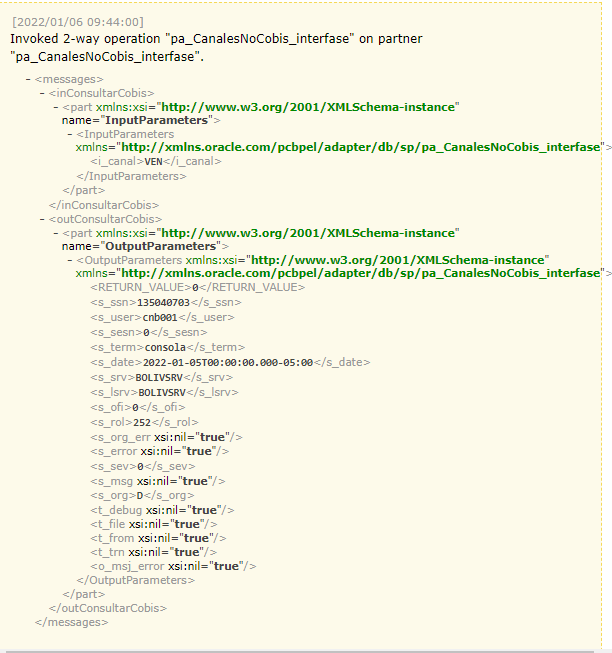 [2022/01/06 09:44:00]
Invoked 2-way operation "pa_CanalesNoCobis_interfase" on partner
"pa_CanalesNoCobis_interfase".
- <messages>
- <inConsultarCobis>
- <part xmlns:xsi="http://www.w3.org/2001/XMLSchema-instance"
name="InputParameters">
- <InputParameters
xmlns="http://xmlns.oracle.com/pcbpel/adapter/db/sp/pa_CanalesNoCobis_interfase">
<i_canal>VEN</i_canal>
</InputParameters>
</part>
</inConsultarCobis>
- <outConsultarCobis>
- <part xmlns:xsi="http://www.w3.org/2001/XMLSchema-instance"
name="OutputParameters">
- <OutputParameters xmlns:xsi="http://www.w3.org/2001/XMLSchema-instance"
xmlns="http://xmlns.oracle.com/pcbpel/adapter/db/sp/pa_CanalesNoCobis_interfase">
<RETURN_VALUE>0</RETURN_VALUE>
<s_ssn>135040703</s_ssn>
<s_user>cnb001</s_user>
<s_sesn>0</s_sesn>
<s_term>consola</s_term>
<s_date>2022-01-05T00:00:00.000-05:00</s_date>
<s_srv>BOLIVSRV</s_srv>
<s_lsrv>BOLIVSRV</s_lsrv>
<s_ofi>0</s_ofi>
<s_rol>252</s_rol>
<s_org_err xsi:nil="true"/>
<s_error xsi:nil="true"/>
<s_sev>0</s_sev>
<s_msg xsi:nil="true"/>
<s_org>D</s_org>
<t_debug xsi:nil="true"/>
<t_file xsi:nil="true"/>
<t_from xsi:nil="true"/>
<t_trn xsi:nil="true"/>
<o_msj_error xsi:nil="true"/>
</OutputParameters>
</part>
</outConsultarCobis>
</messages>